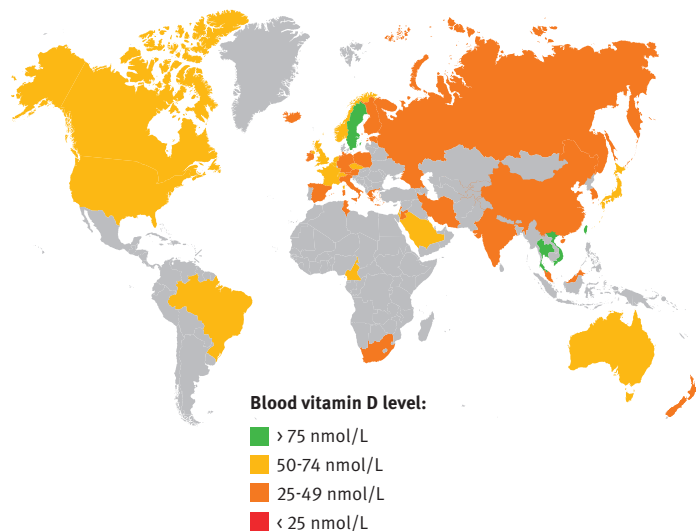 Blood vitamin D level:
> 75 nmol/L
50-74 nmol/L
25-49 nmol/L
< 25 nmol/L